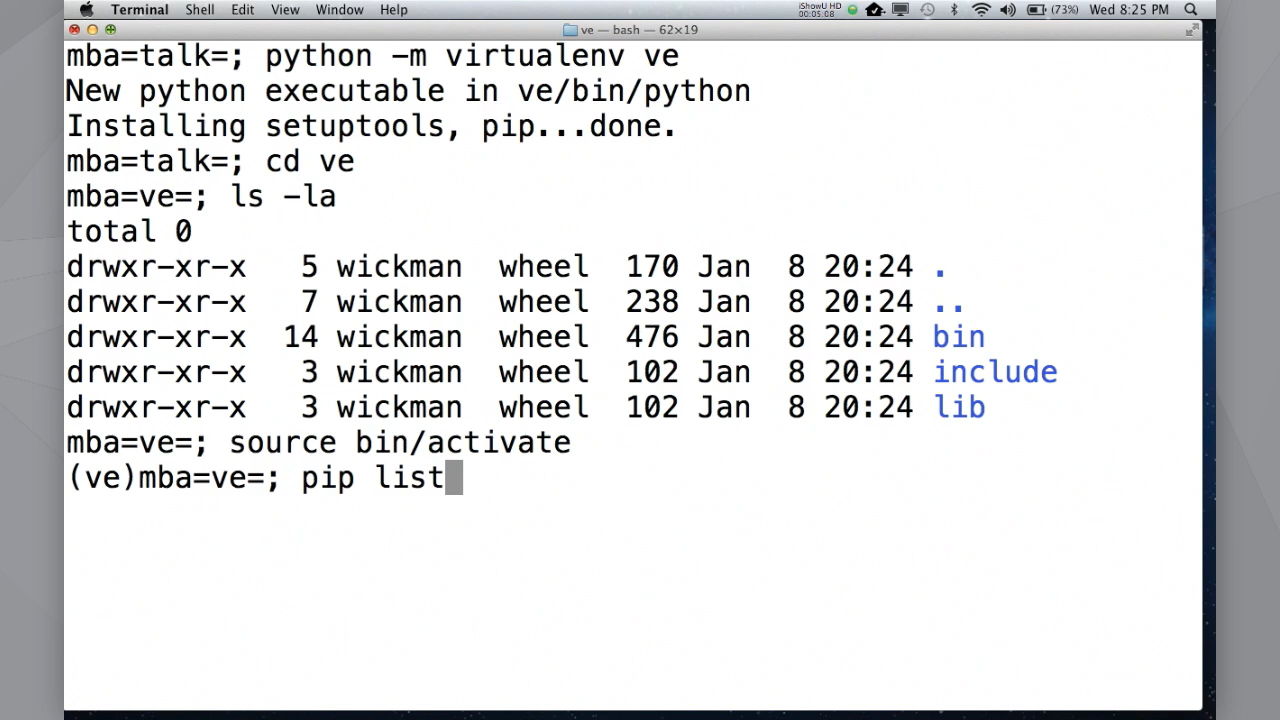 Terminal Shell Edit View Window Help iShowU HD 00:05:08 (73%) Wed 8:25 PM
ve — bash — 62×19
mba=talk=; python -m virtualenv ve
New python executable in ve/bin/python
Installing setuptools, pip...done.
mba=talk=; cd ve
mba=ve=; ls -la
total 0
drwxr-xr-x 5 wickman wheel 170 Jan 8 20:24 .
drwxr-xr-x 7 wickman wheel 238 Jan 8 20:24 ..
drwxr-xr-x 14 wickman wheel 476 Jan 8 20:24 bin
drwxr-xr-x 3 wickman wheel 102 Jan 8 20:24 include
drwxr-xr-x 3 wickman wheel 102 Jan 8 20:24 lib
mba=ve=; source bin/activate
(ve)mba=ve=; pip list